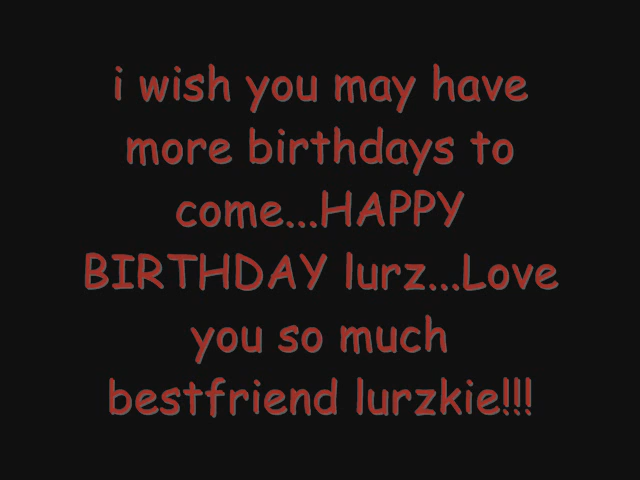 i wish you may have
more birthdays to
come...HAPPY
BIRTHDAY lurz...Love
you so much
bestfriend lurzkie!!!